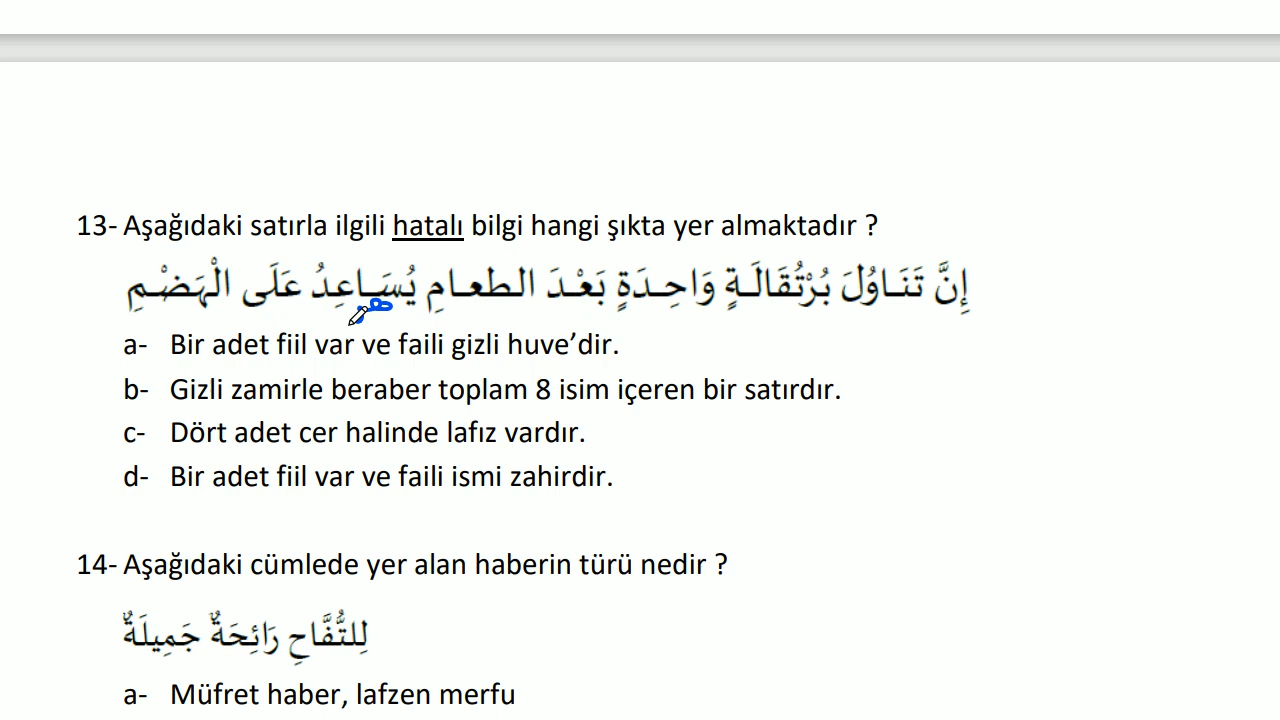 13- Aşağıdaki satırla ilgili hatalı bilgi hangi şıkta yer almaktadır ?
إِنَّ تَنَاوُلَ بُرْتُقَالَةٍ وَاحِدَةٍ بَعْدَ الطعامِ يُسَاعِدُ عَلَى الْهَضْمِ
a- Bir adet fiil var ve faili gizli huve’dir.
b- Gizli zamirle beraber toplam 8 isim içeren bir satırdır.
c- Dört adet cer halinde lafız vardır.
d- Bir adet fiil var ve faili ismi zahirdir.
14- Aşağıdaki cümlede yer alan haberin türü nedir ?
لِلتُّفَّاحِ رَائِحَةٌ جَمِيلَةٌ
a- Müfret haber, lafzen merfu